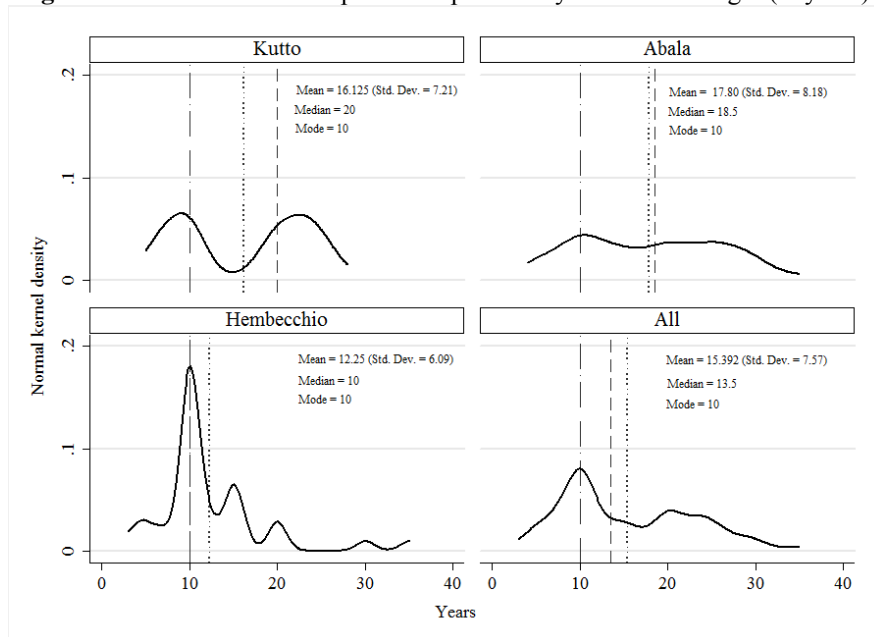 Kutto
Abala
Mean = 16.125 (Std. Dev. = 7.21)
Median = 20
Mode = 10
Mean = 17.80 (Std. Dev. = 8.18)
Median = 18.5
Mode = 10
.2
.1
0
Hembecchio
All
Mean = 12.25 (Std. Dev. = 6.09)
Median = 10
Mode = 10
Mean = 15.392 (Std. Dev. = 7.57)
Median = 13.5
Mode = 10
.2
.1
0
Normal kernel density
0 10 20 30 40
0 10 20 30 40
Years